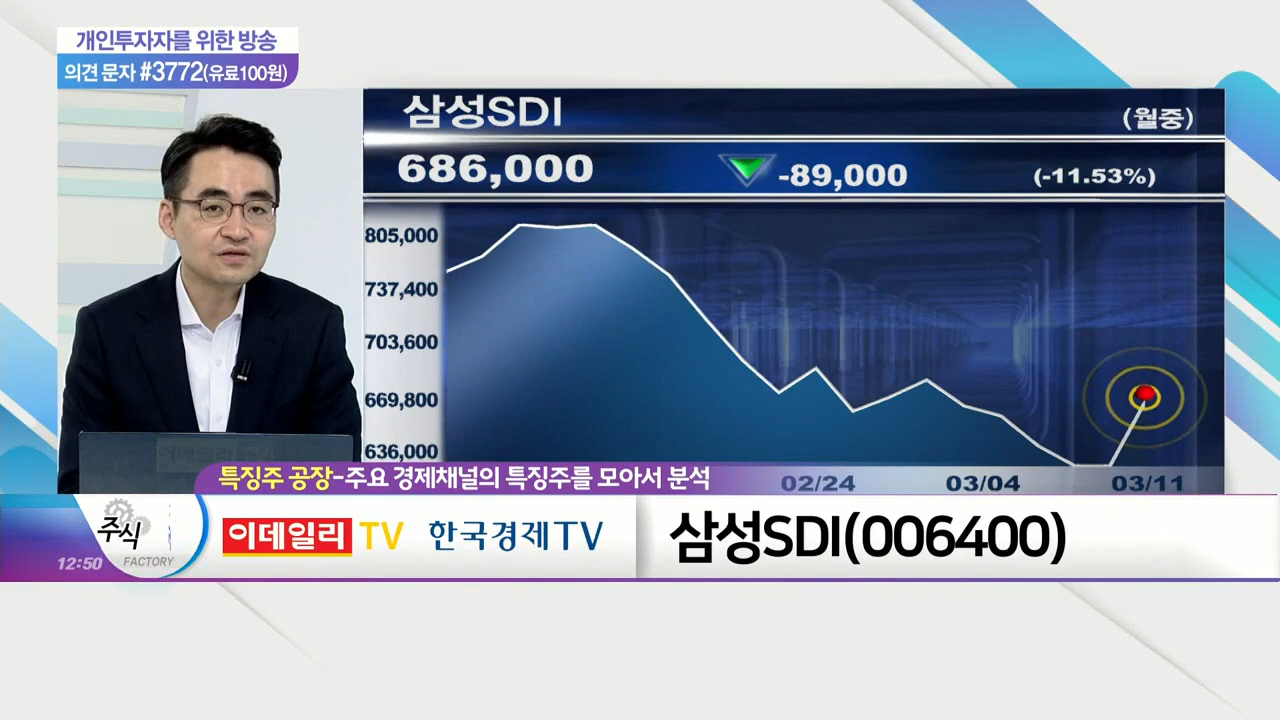 개인투자자를 위한 방송
의견 문자 #3772(유료100원)
삼성SDI
(월중)
686,000
-89,000
(-11.53%)
805,000
737,400
703,600
669,800
636,000
02/24
03/04
03/11
특징주 공장-주요 경제채널의 특징주를 모아서 분석
주식
FACTORY
12:50
이데일리 TV
한국경제TV
삼성SDI(006400)